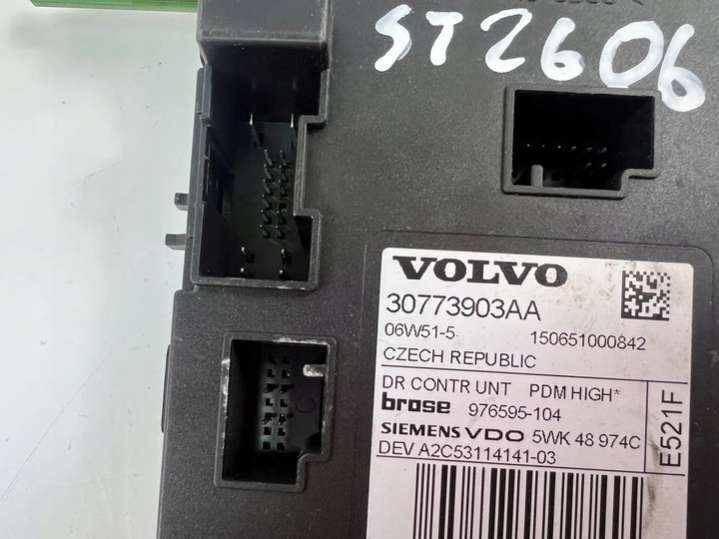 ST2606
VOLVO
30773903AA
06W51-5 150651000842
CZECH REPUBLIC
DR CONTR UNT PDM HIGH*
brose 976595-104
SIEMENS VDO 5WK 48 974C
DEV A2C53114141-03
E521F